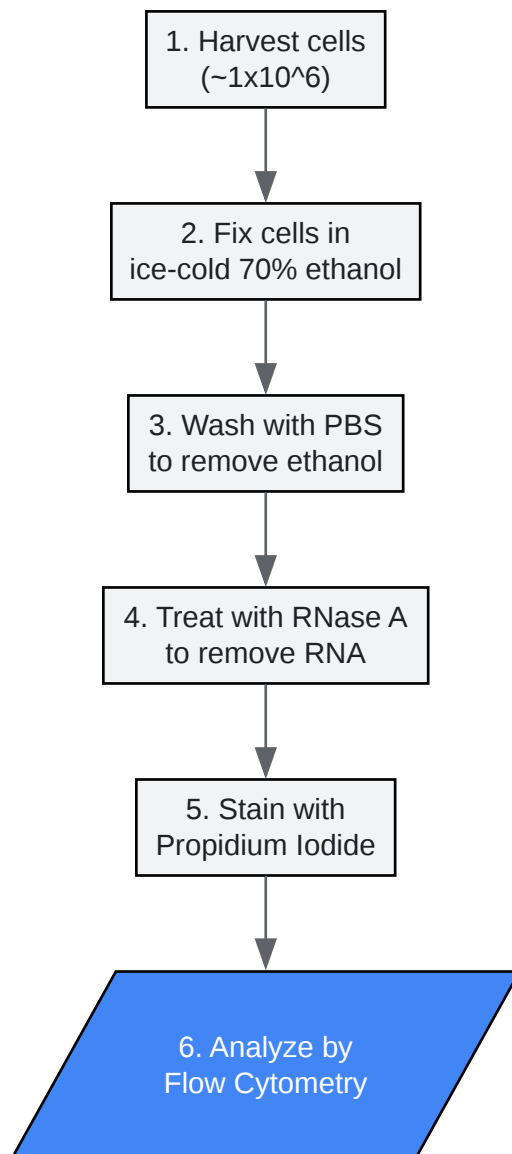 1. Harvest cells
(~1x10^6)
2. Fix cells in
ice-cold 70% ethanol
3. Wash with PBS
to remove ethanol
4. Treat with RNase A
to remove RNA
5. Stain with
Propidium Iodide
6. Analyze by
Flow Cytometry